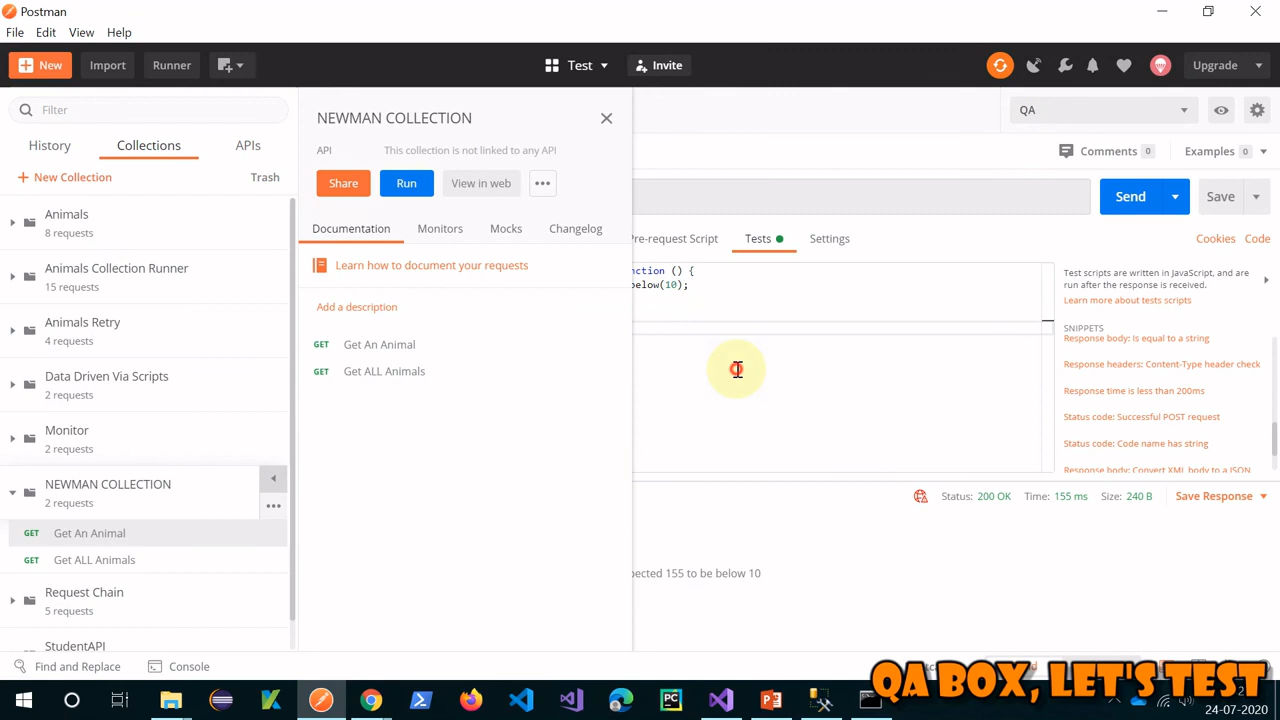 Postman
File Edit View Help
New Import Runner Test Invite Upgrade
Filter
History Collections APIs
New Collection Trash
Animals
8 requests
Animals Collection Runner
15 requests
Animals Retry
4 requests
Data Driven Via Scripts
2 requests
Monitor
2 requests
NEWMAN COLLECTION
2 requests
GET Get An Animal
GET Get ALL Animals
Request Chain
5 requests
StudentAPI
NEWMAN COLLECTION
API This collection is not linked to any API
Share Run View in web
Documentation Monitors Mocks Changelog
Learn how to document your requests
Add a description
GET Get An Animal
GET Get ALL Animals
QA
Comments 0 Examples 0
Send Save
Pre-request Script Tests Settings Cookies Code
nction () {
below(10);
Test scripts are written in JavaScript, and are
run after the response is received.
Learn more about tests scripts
SNIPPETS
Response body: Is equal to a string
Response headers: Content-Type header check
Response time is less than 200ms
Status code: Successful POST request
Status code: Code name has string
Response body: Convert XML body to a JSON
Status: 200 OK Time: 155 ms Size: 240 B Save Response
pected 155 to be below 10
Find and Replace Console
QA BOX, LET'S TEST
24-07-2020